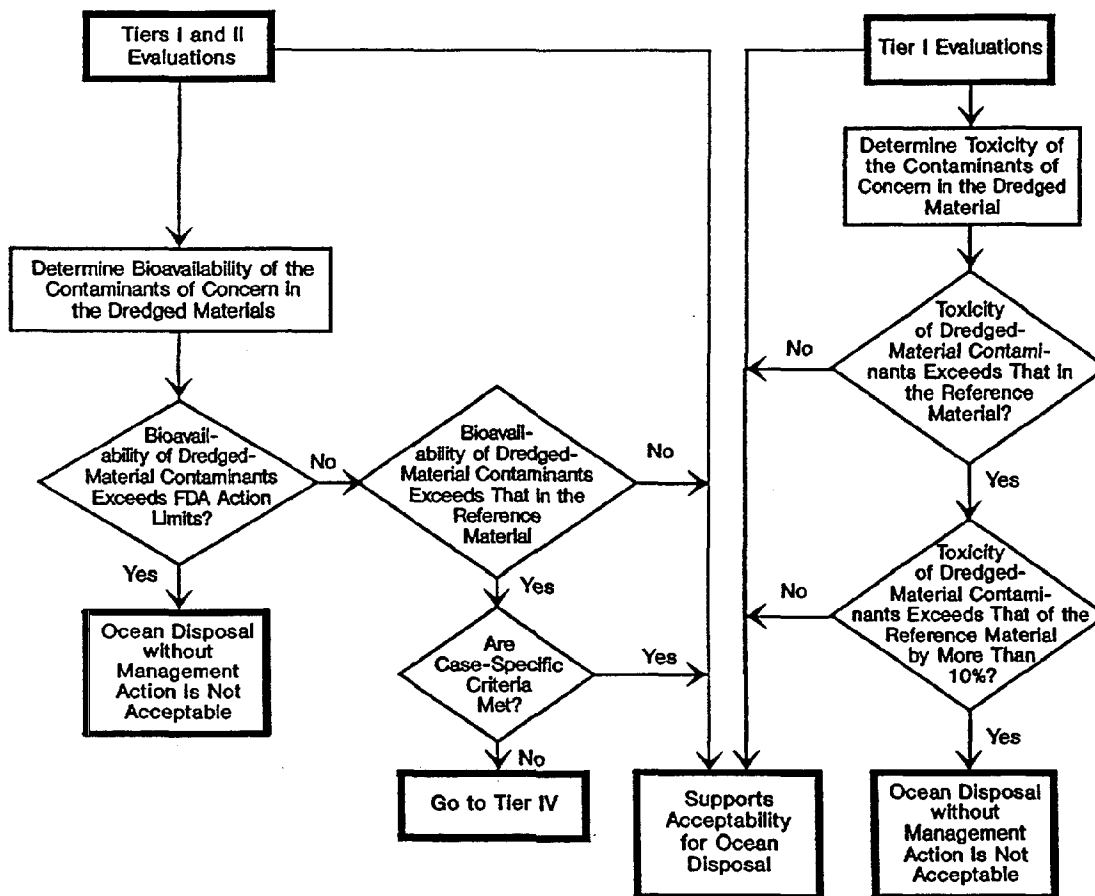 Tiers I and II
Evaluations
Tier I Evaluations
Determine Toxicity of
the Contaminants of
Concern in the Dredged
Material
Determine Bioavailability of the
Contaminants of Concern in
the Dredged Materials
Toxicity
of Dredged-
Material Contami-
nants Exceeds That in
the Reference
Material?
No
Yes
Bioavail-
ability of Dredged-
Material Contaminants
Exceeds FDA Action
Limits?
No
Yes
Bioavail-
ability of Dredged-
Material Contaminants
Exceeds That in the
Reference
Material
No
Yes
Toxicity
of Dredged-
Material Contami-
nants Exceeds That of the
Reference Material
by More Than
10%?
No
Yes
Ocean Disposal
without
Management
Action Is Not
Acceptable
Are
Case-Specific
Criteria
Met?
Yes
No
Go to Tier IV
Supports
Acceptability
for Ocean
Disposal
Ocean Disposal
without
Management
Action Is Not
Acceptable